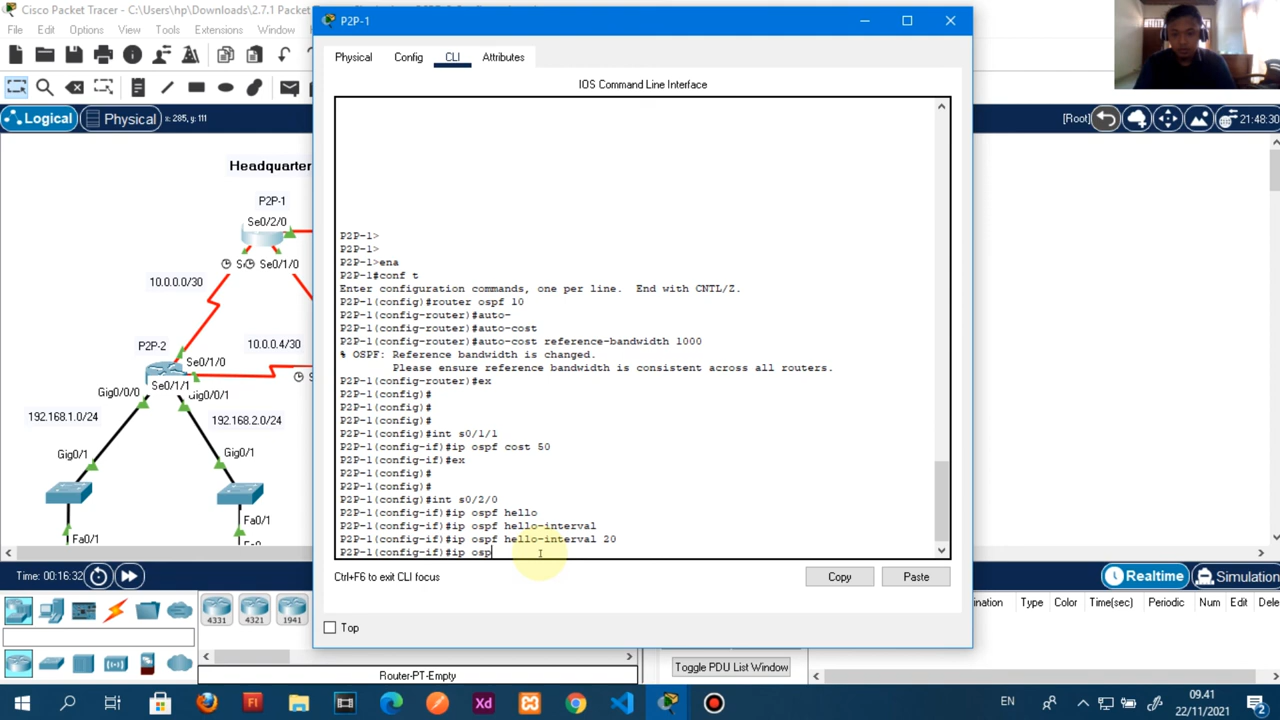 Cisco Packet Tracer - C:\Users\hp\Downloads\2.7.1 Packet
File Edit Options View Tools Extensions Window
Logical Physical x: 285, y: 111
[Root] 21:48:30
P2P-1
Physical Config CLI Attributes
IOS Command Line Interface
P2P-1>
P2P-1>
P2P-1>ena
P2P-1#conf t
Enter configuration commands, one per line. End with CNTL/Z.
P2P-1(config)#router ospf 10
P2P-1(config-router)#auto-
P2P-1(config-router)#auto-cost
P2P-1(config-router)#auto-cost reference-bandwidth 1000
% OSPF: Reference bandwidth is changed.
Please ensure reference bandwidth is consistent across all routers.
P2P-1(config-router)#ex
P2P-1(config)#
P2P-1(config)#
P2P-1(config)#
P2P-1(config)#int s0/1/1
P2P-1(config-if)#ip ospf cost 50
P2P-1(config-if)#ex
P2P-1(config)#
P2P-1(config)#
P2P-1(config)#int s0/2/0
P2P-1(config-if)#ip ospf hello
P2P-1(config-if)#ip ospf hello-interval
P2P-1(config-if)#ip ospf hello-interval 20
P2P-1(config-if)#ip osp
Ctrl+F6 to exit CLI focus
Copy Paste
Top
Headquarter
P2P-1
Se0/2/0
Se0/1/0
10.0.0.0/30
P2P-2
10.0.0.4/30
Se0/1/0
Se0/1/1
Gig0/0/0
192.168.1.0/24
192.168.2.0/24
Gig0/1
Gig0/1
Fa0/1
Fa0/1
Time: 00:16:32
Realtime Simulation
4331 4321 1941
Router-PT-Empty
Type Color Time(sec) Periodic Num Edit
Toggle PDU List Window
EN
09.41
22/11/2021
2